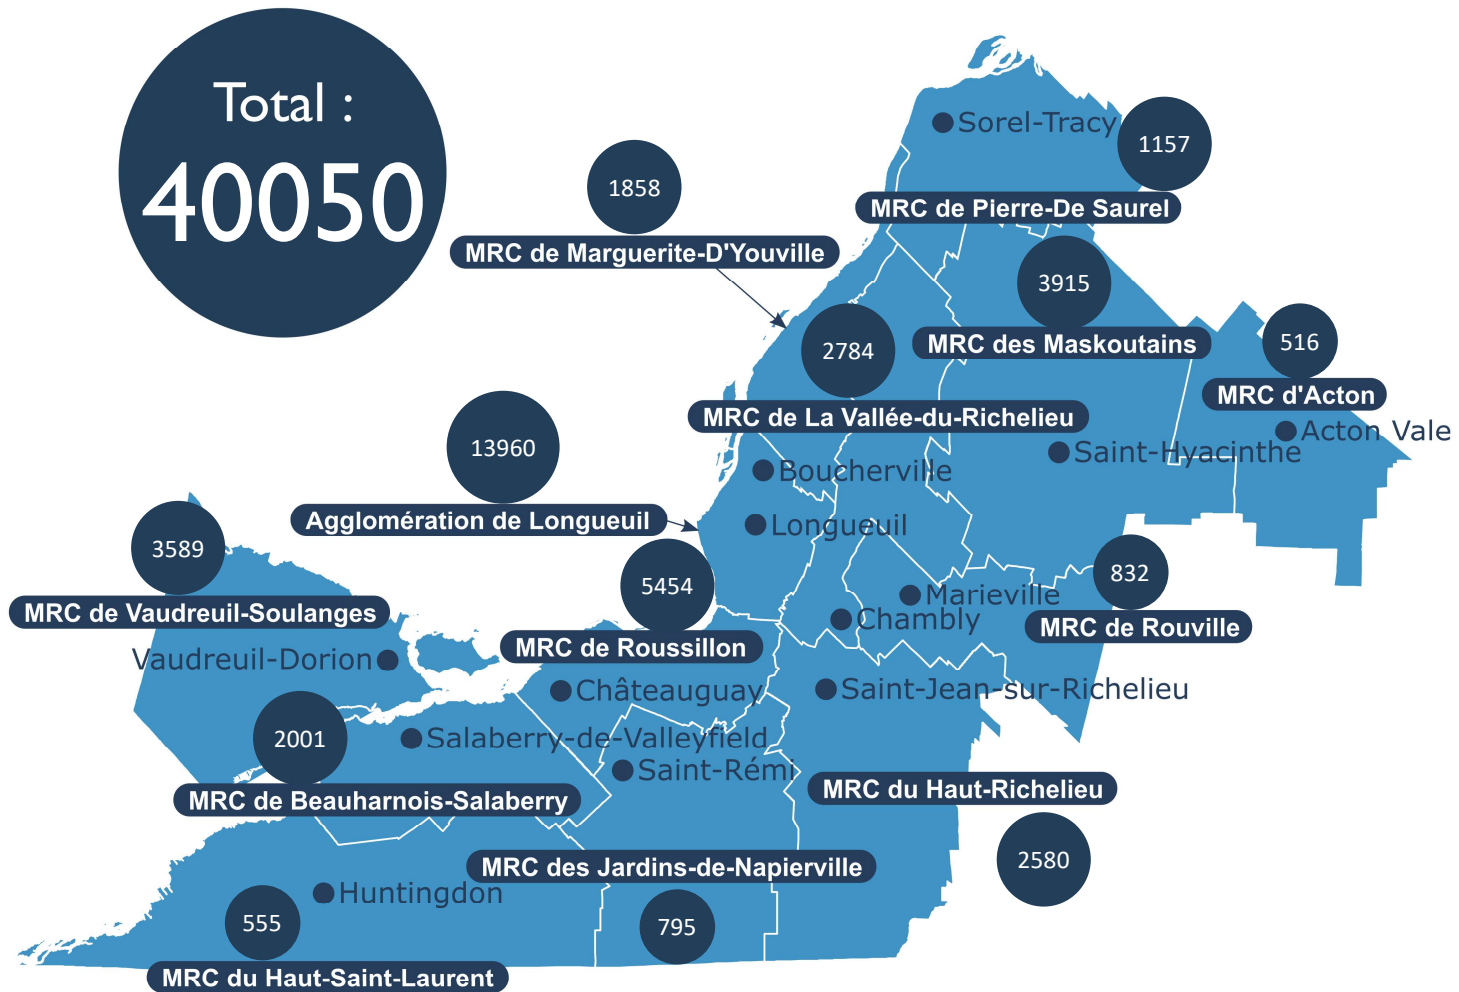 Total :
40050
Sorel-Tracy
1157
MRC de Pierre-De Saurel
1858
MRC de Marguerite-D'Youville
3915
MRC des Maskoutains
2784
MRC de La Vallée-du-Richelieu
516
MRC d'Acton
Acton Vale
Saint-Hyacinthe
13960
Agglomération de Longueuil
Boucherville
Longueuil
3589
MRC de Vaudreuil-Soulanges
Vaudreuil-Dorion
5454
MRC de Roussillon
Châteauguay
832
MRC de Rouville
Marieville
Chambly
Saint-Jean-sur-Richelieu
2001
MRC de Beauharnois-Salaberry
Salaberry-de-Valleyfield
Saint-Rémi
MRC du Haut-Richelieu
2580
MRC des Jardins-de-Napierville
795
Huntingdon
555
MRC du Haut-Saint-Laurent